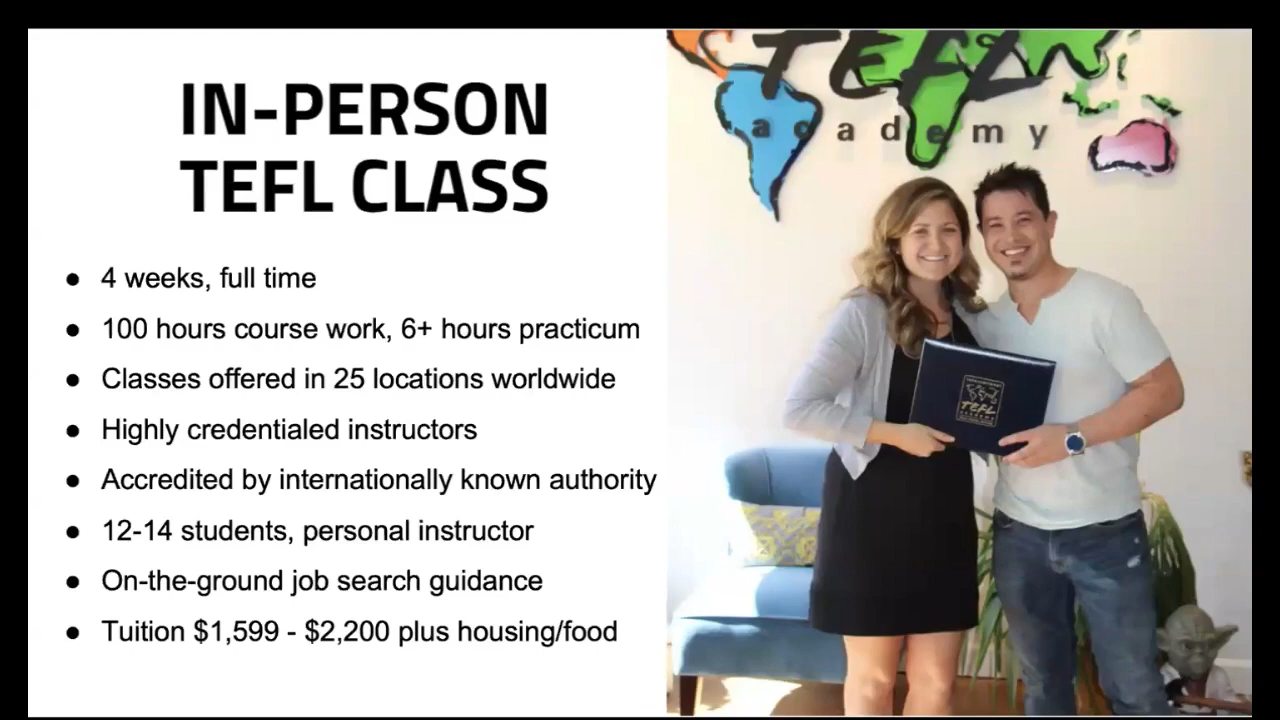 IN-PERSON
TEFL CLASS
● 4 weeks, full time
● 100 hours course work, 6+ hours practicum
● Classes offered in 25 locations worldwide
● Highly credentialed instructors
● Accredited by internationally known authority
● 12-14 students, personal instructor
● On-the-ground job search guidance
● Tuition $1,599 - $2,200 plus housing/food
TEFL
academy
TEFL